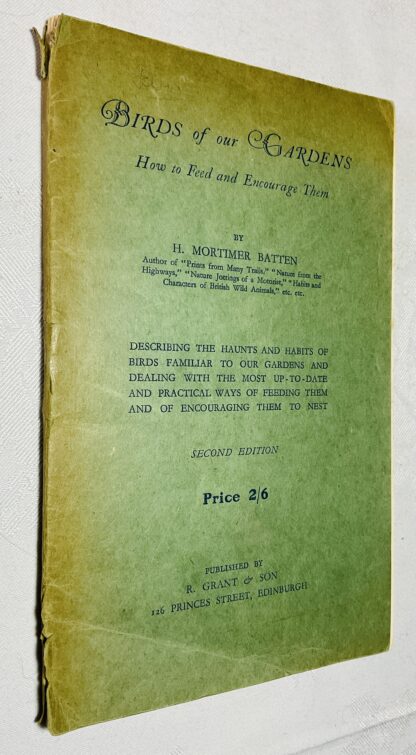 BIRDS of our GARDENS
How to Feed and Encourage Them
BY
H. MORTIMER BATTEN
Author of "Prints from Many Trails," "Nature from the
Highways," "Nature Jottings of a Motorist," "Habits and
Characters of British Wild Animals," etc. etc.
DESCRIBING THE HAUNTS AND HABITS OF
BIRDS FAMILIAR TO OUR GARDENS AND
DEALING WITH THE MOST UP-TO-DATE
AND PRACTICAL WAYS OF FEEDING THEM
AND OF ENCOURAGING THEM TO NEST
SECOND EDITION
Price 2/6
PUBLISHED BY
R. GRANT & SON
126 PRINCES STREET, EDINBURGH